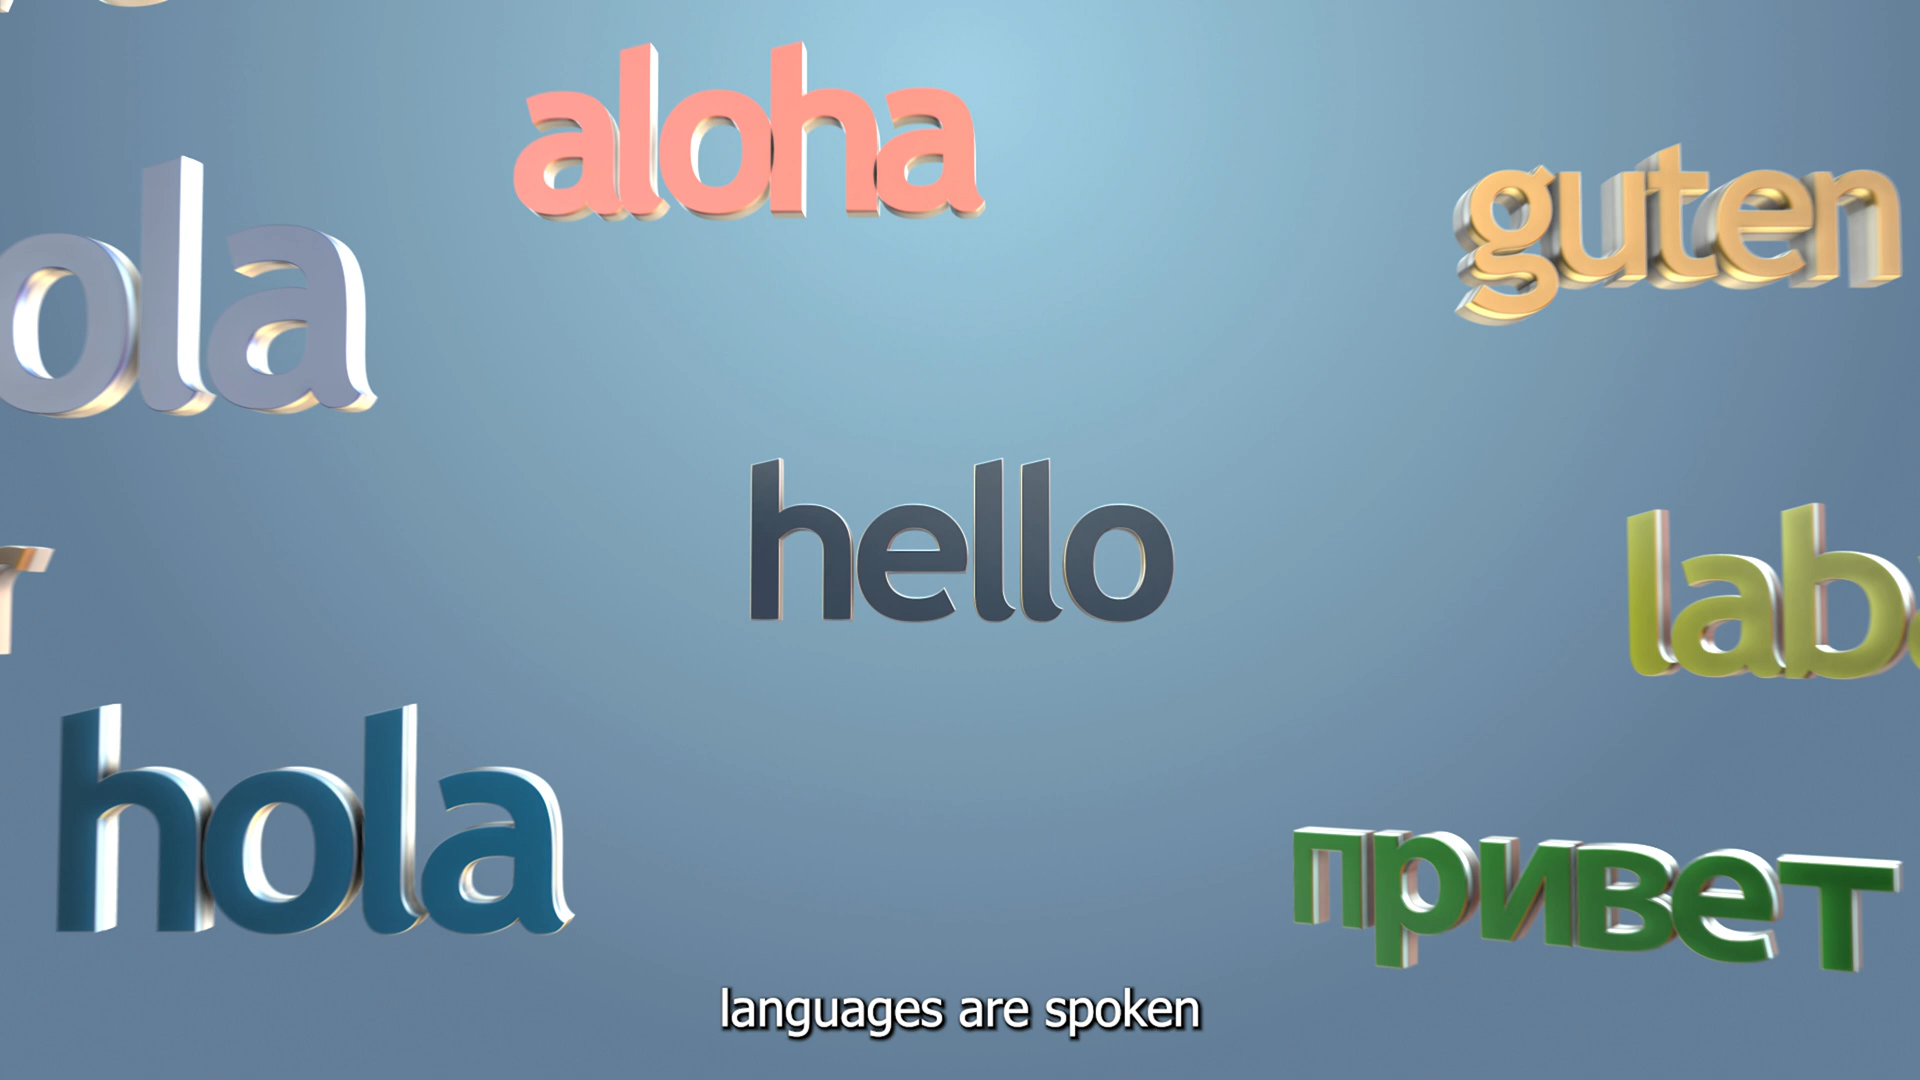 aloha
guten
ola
hello
lab
hola
привет
languages are spoken